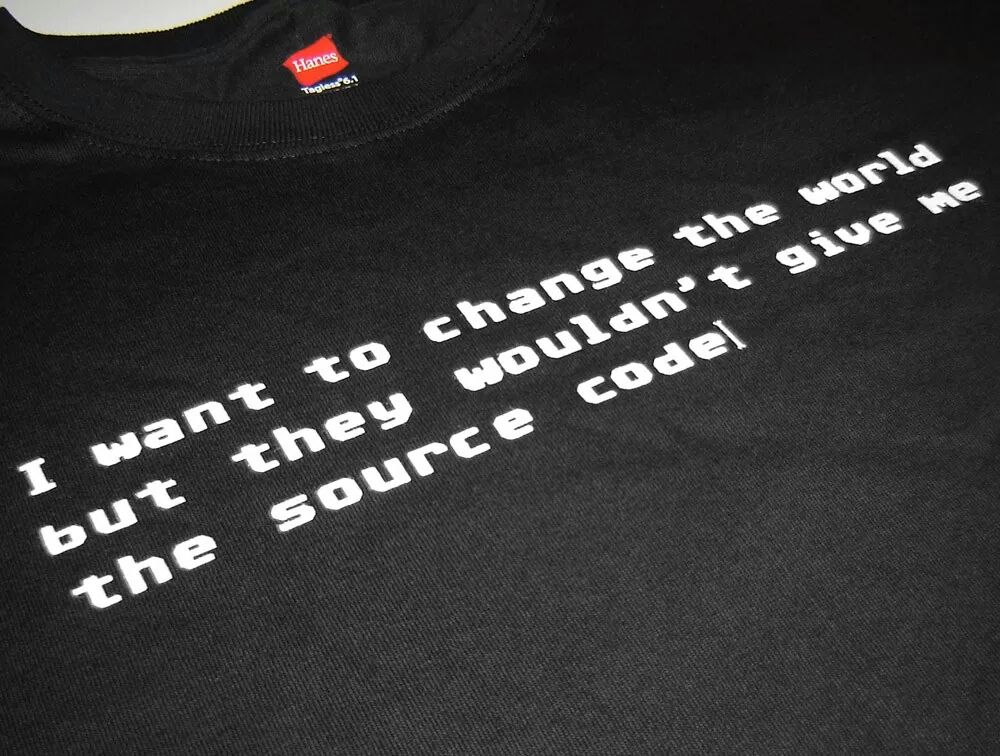 Hanes
Tagless® 6.1
I want to change the world
but they wouldn't give me
the source code